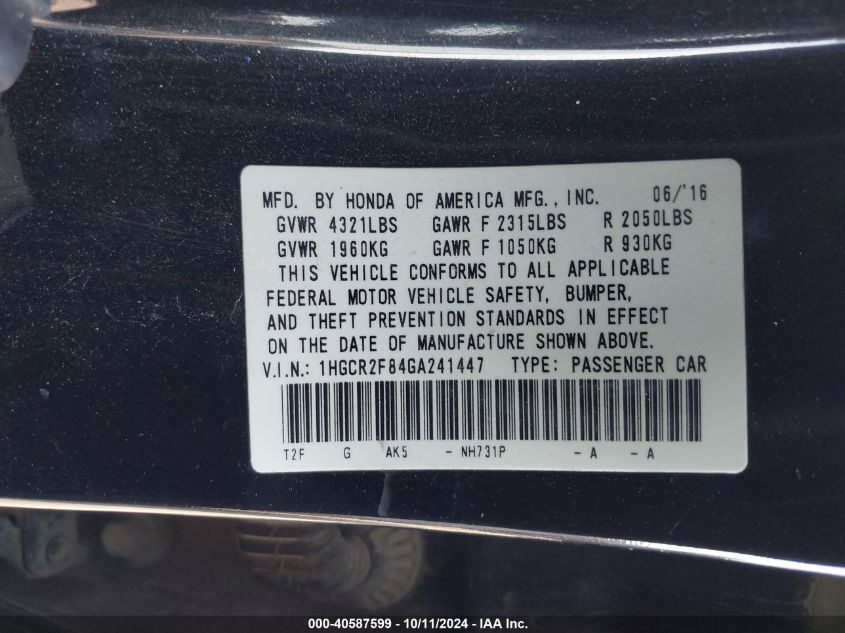 MFD. BY HONDA OF AMERICA MFG., INC. 06/'16
GVWR 4321LBS GAWR F 2315LBS R 2050LBS
GVWR 1960KG GAWR F 1050KG R 930KG
THIS VEHICLE CONFORMS TO ALL APPLICABLE
FEDERAL MOTOR VEHICLE SAFETY, BUMPER,
AND THEFT PREVENTION STANDARDS IN EFFECT
ON THE DATE OF MANUFACTURE SHOWN ABOVE.
V.I.N.: 1HGCR2F84GA241447 TYPE: PASSENGER CAR
T2F G AK5 - NH731P - A - A
000-40587599 - 10/11/2024 - IAA Inc.